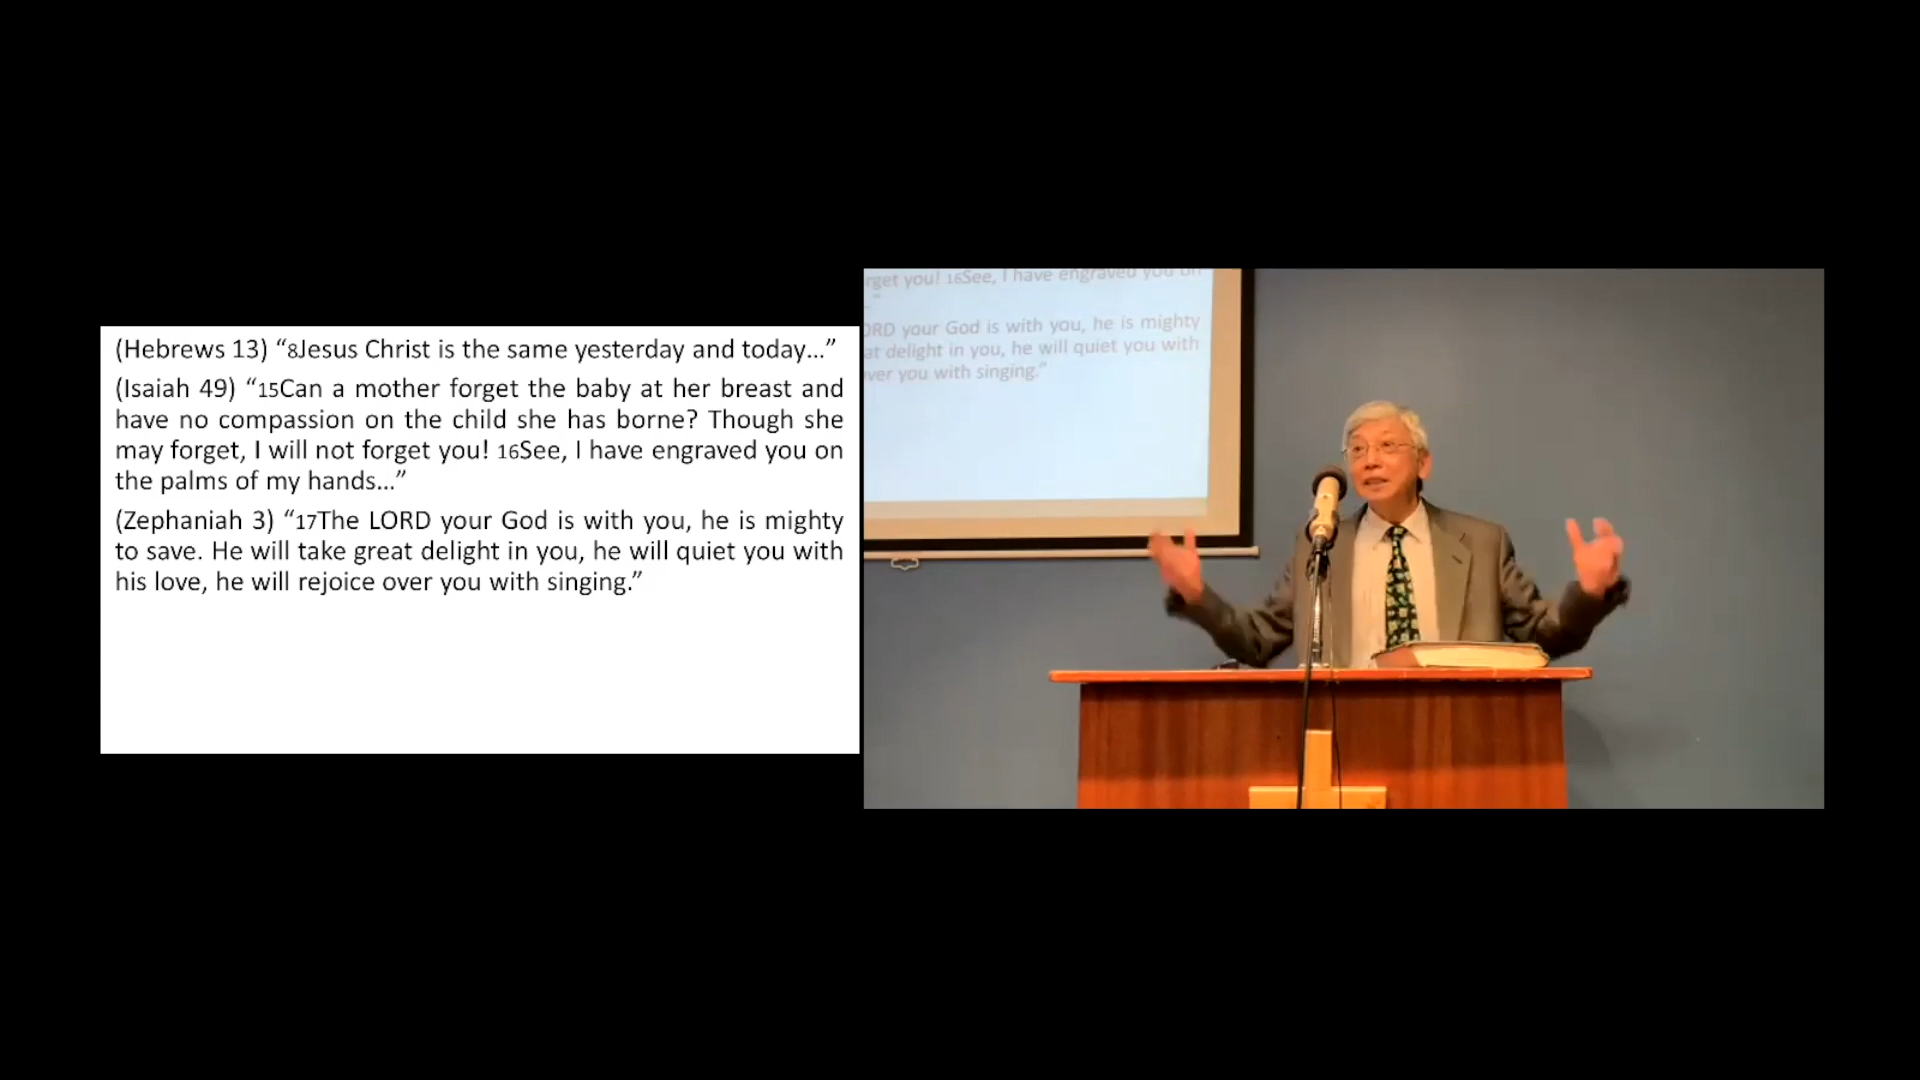 (Hebrews 13) “8Jesus Christ is the same yesterday and today...”
(Isaiah 49) “15Can a mother forget the baby at her breast and
have no compassion on the child she has borne? Though she
may forget, I will not forget you! 16See, I have engraved you on
the palms of my hands...”
(Zephaniah 3) “17The LORD your God is with you, he is mighty
to save. He will take great delight in you, he will quiet you with
his love, he will rejoice over you with singing.”
rget you! 16See, I have engraved you on
ORD your God is with you, he is mighty
at delight in you, he will quiet you with
ver you with singing.”